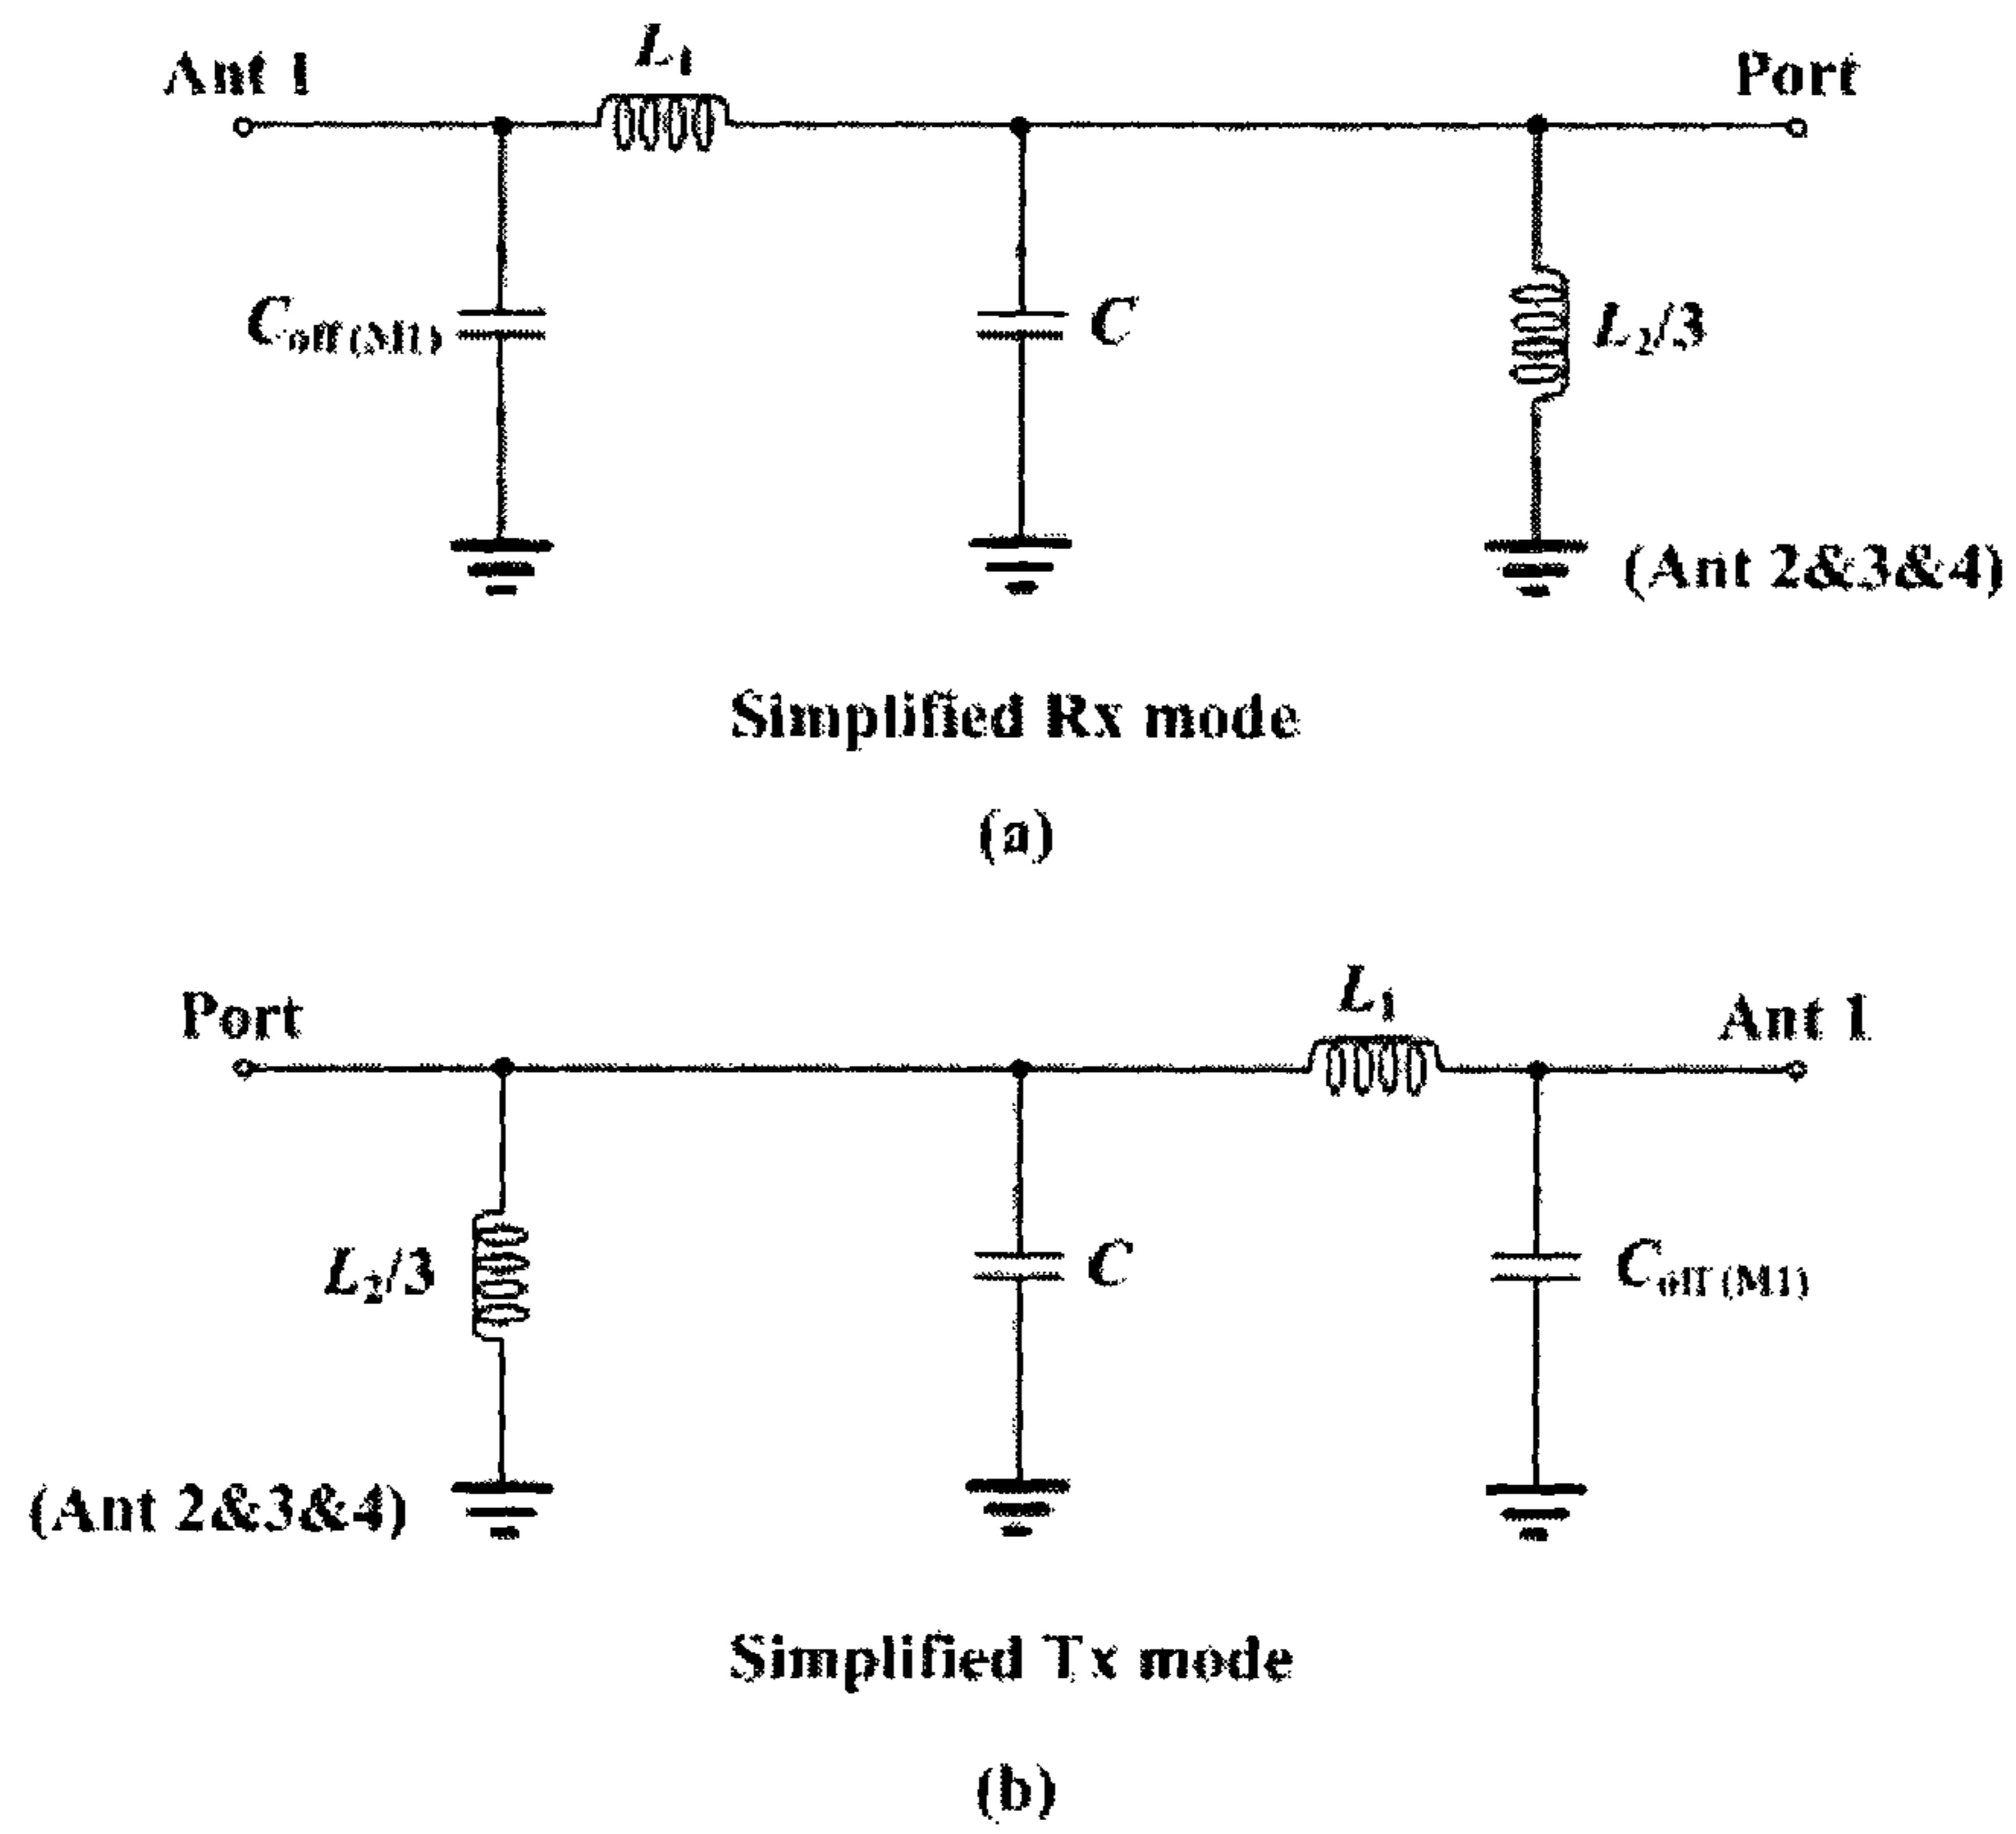 Ant 1
L1
Port
Coff (M1)
C
L2/3
(Ant 2&3&4)
Simplified Rx mode
(a)
Port
L1
Ant 1
L2/3
C
Coff (M1)
(Ant 2&3&4)
Simplified Tx mode
(b)